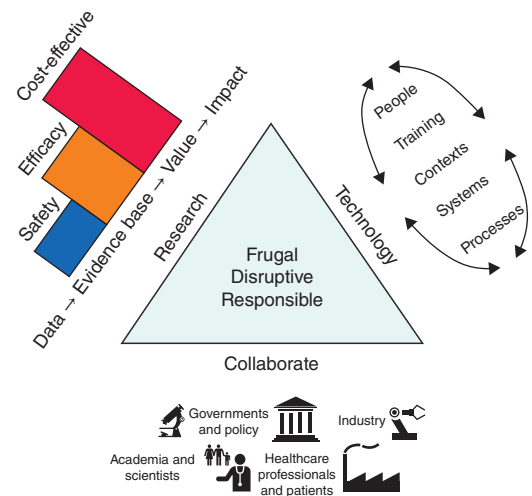 Cost-effective
Efficacy
Safety
Data → Evidence base → Value → Impact
Research
Technology
People
Training
Contexts
Systems
Processes
Frugal
Disruptive
Responsible
Collaborate
Governments
and policy
Industry
Academia and
scientists
Healthcare
professionals
and patients